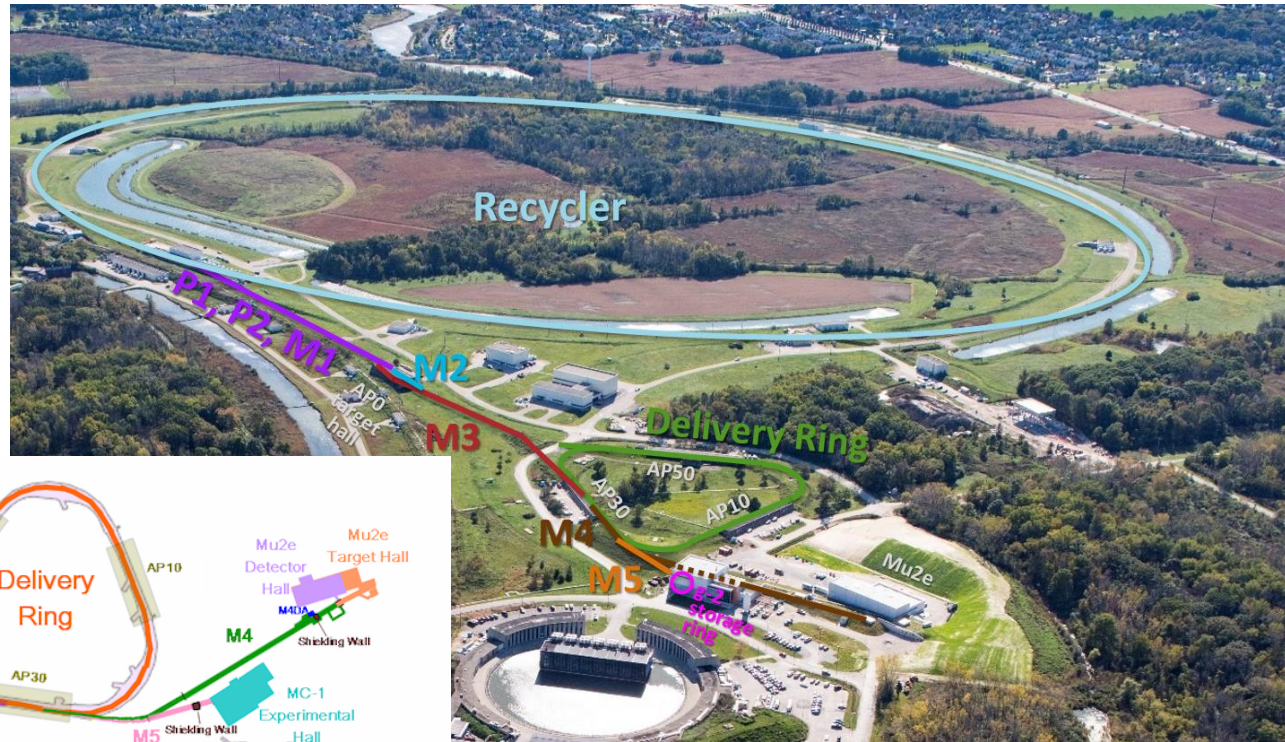 Recycler
P1, P2, M1
M2
AP0
target
hall
M3
Delivery Ring
AP50
AP30
AP10
M4
M5
Mu2e
g-2
storage
ring
Delivery
Ring
AP10
AP30
Mu2e
Detector
Hall
Mu2e
Target Hall
M4DA
Shielding Wall
M4
MC-1
Experimental
Hall
Shielding Wall
M5